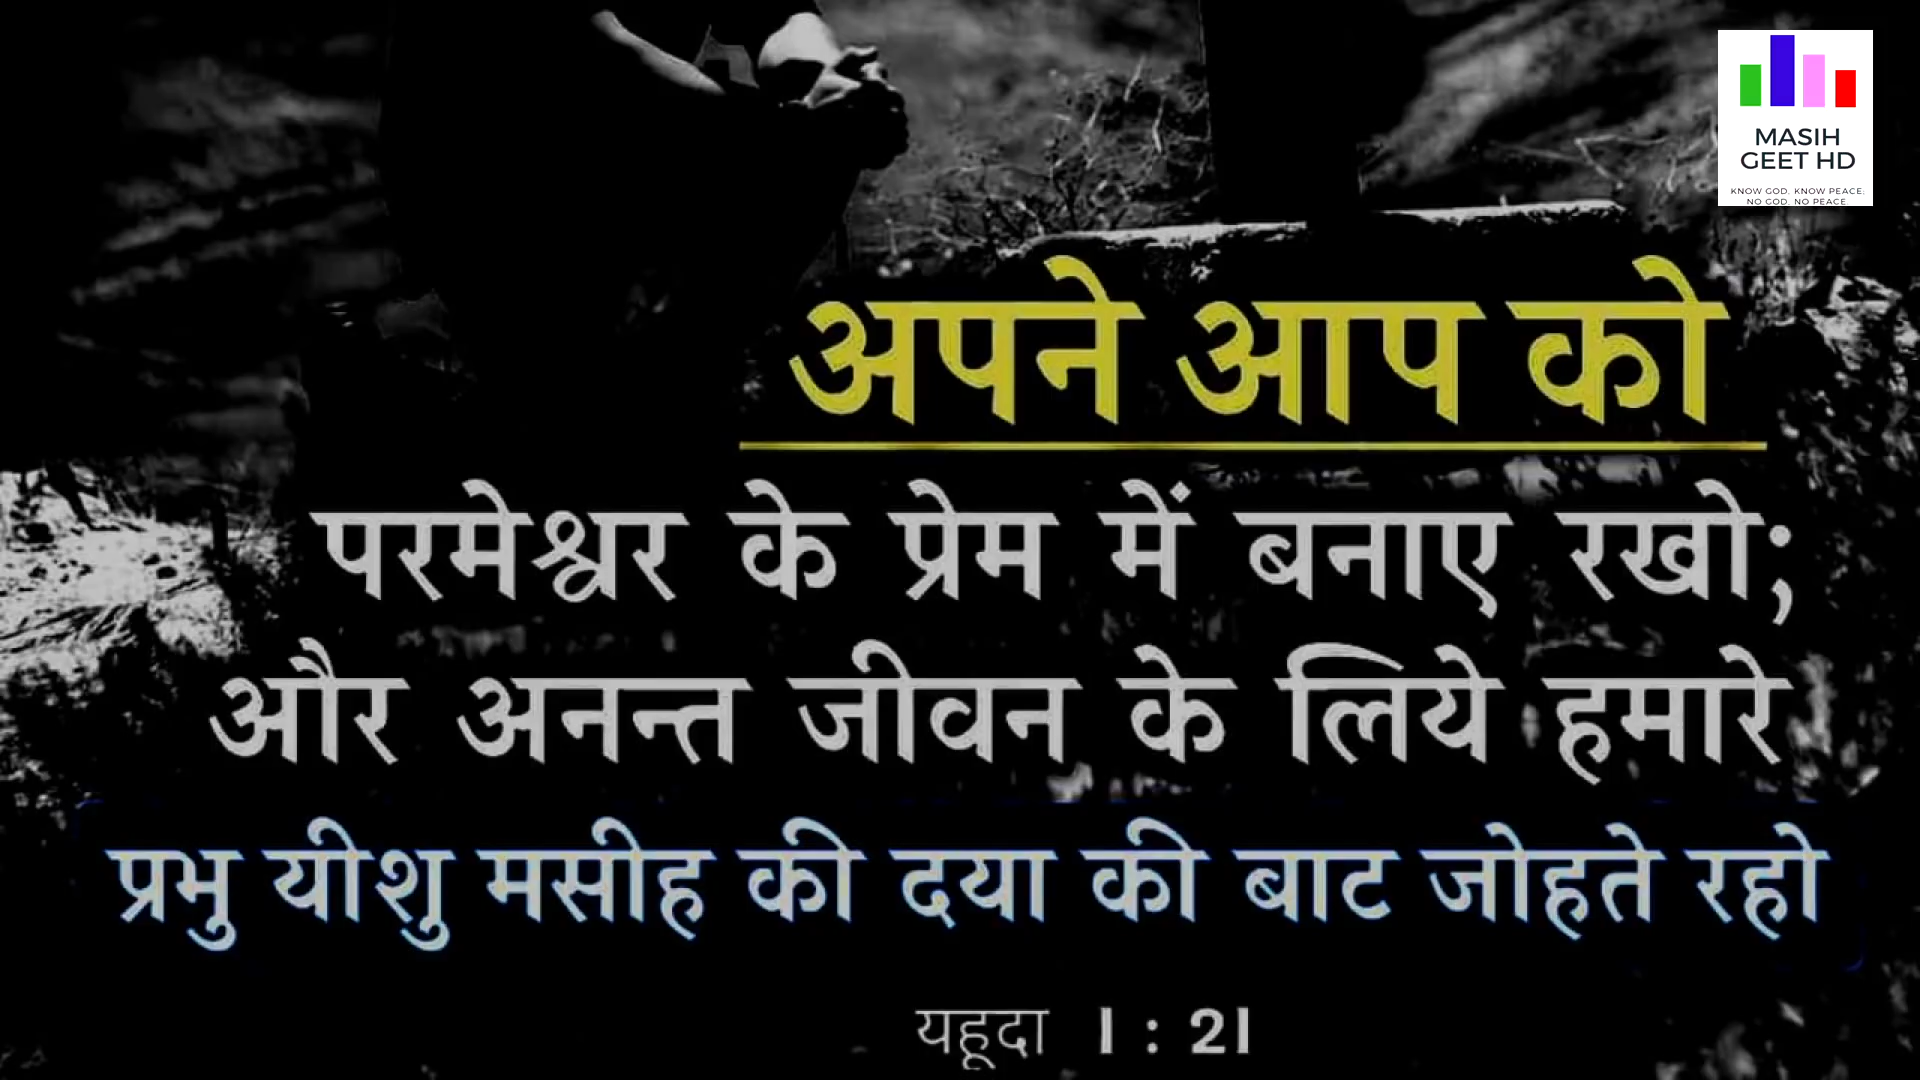 MASIH
GEET HD
KNOW GOD. KNOW PEACE;
NO GOD. NO PEACE
अपने आप को
परमेश्वर के प्रेम में बनाए रखो;
और अनन्त जीवन के लिये हमारे
प्रभु यीशु मसीह की दया की बाट जोहते रहो
यहूदा 1 : 21